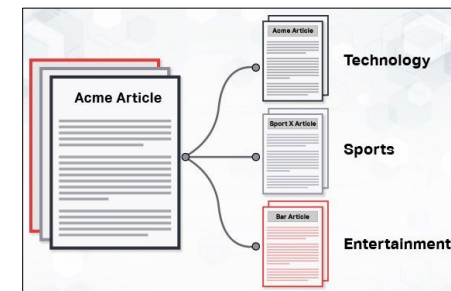 Acme Article
Acme Article
Technology
Sport X Article
Sports
Bar Article
Entertainment